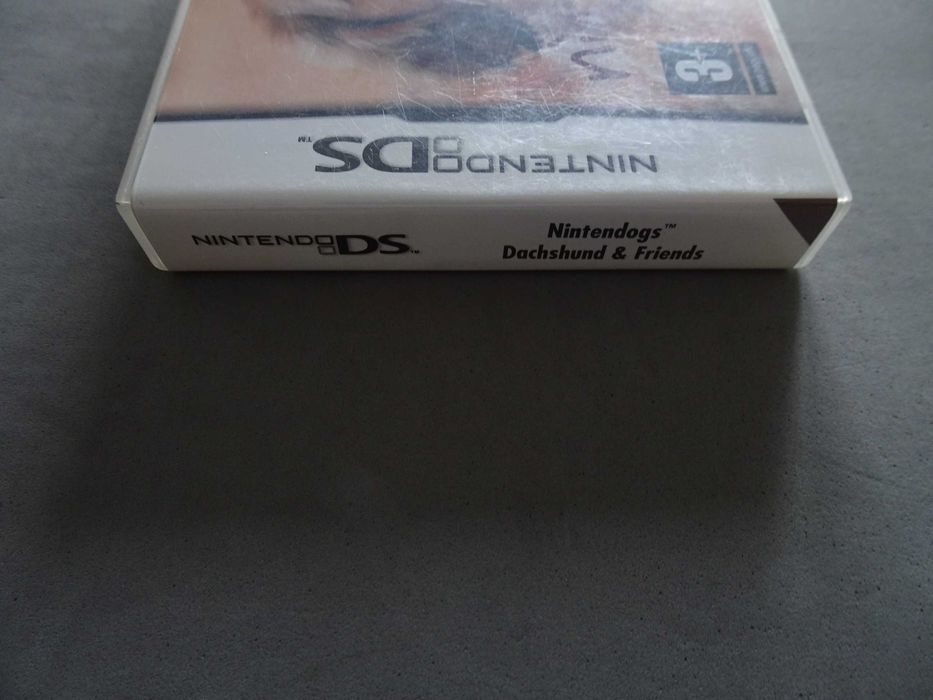 3+
NINTENDO DS™
NINTENDO DS™
Nintendogs™
Dachshund & Friends